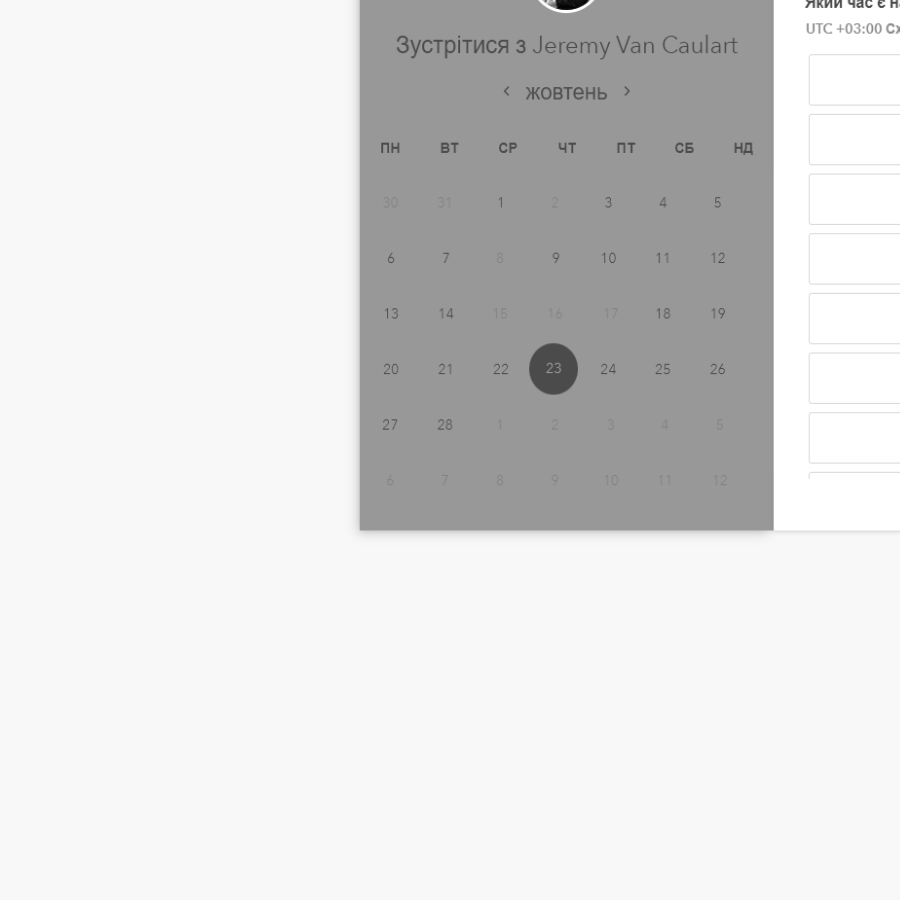 Який час є
UTC +03:00
Зустрітися з Jeremy Van Caulart
‹ жовтень ›
ПН ВТ СР ЧТ ПТ СБ НД
30 31 1 2 3 4 5
6 7 8 9 10 11 12
13 14 15 16 17 18 19
20 21 22 23 24 25 26
27 28 1 2 3 4 5
6 7 8 9 10 11 12